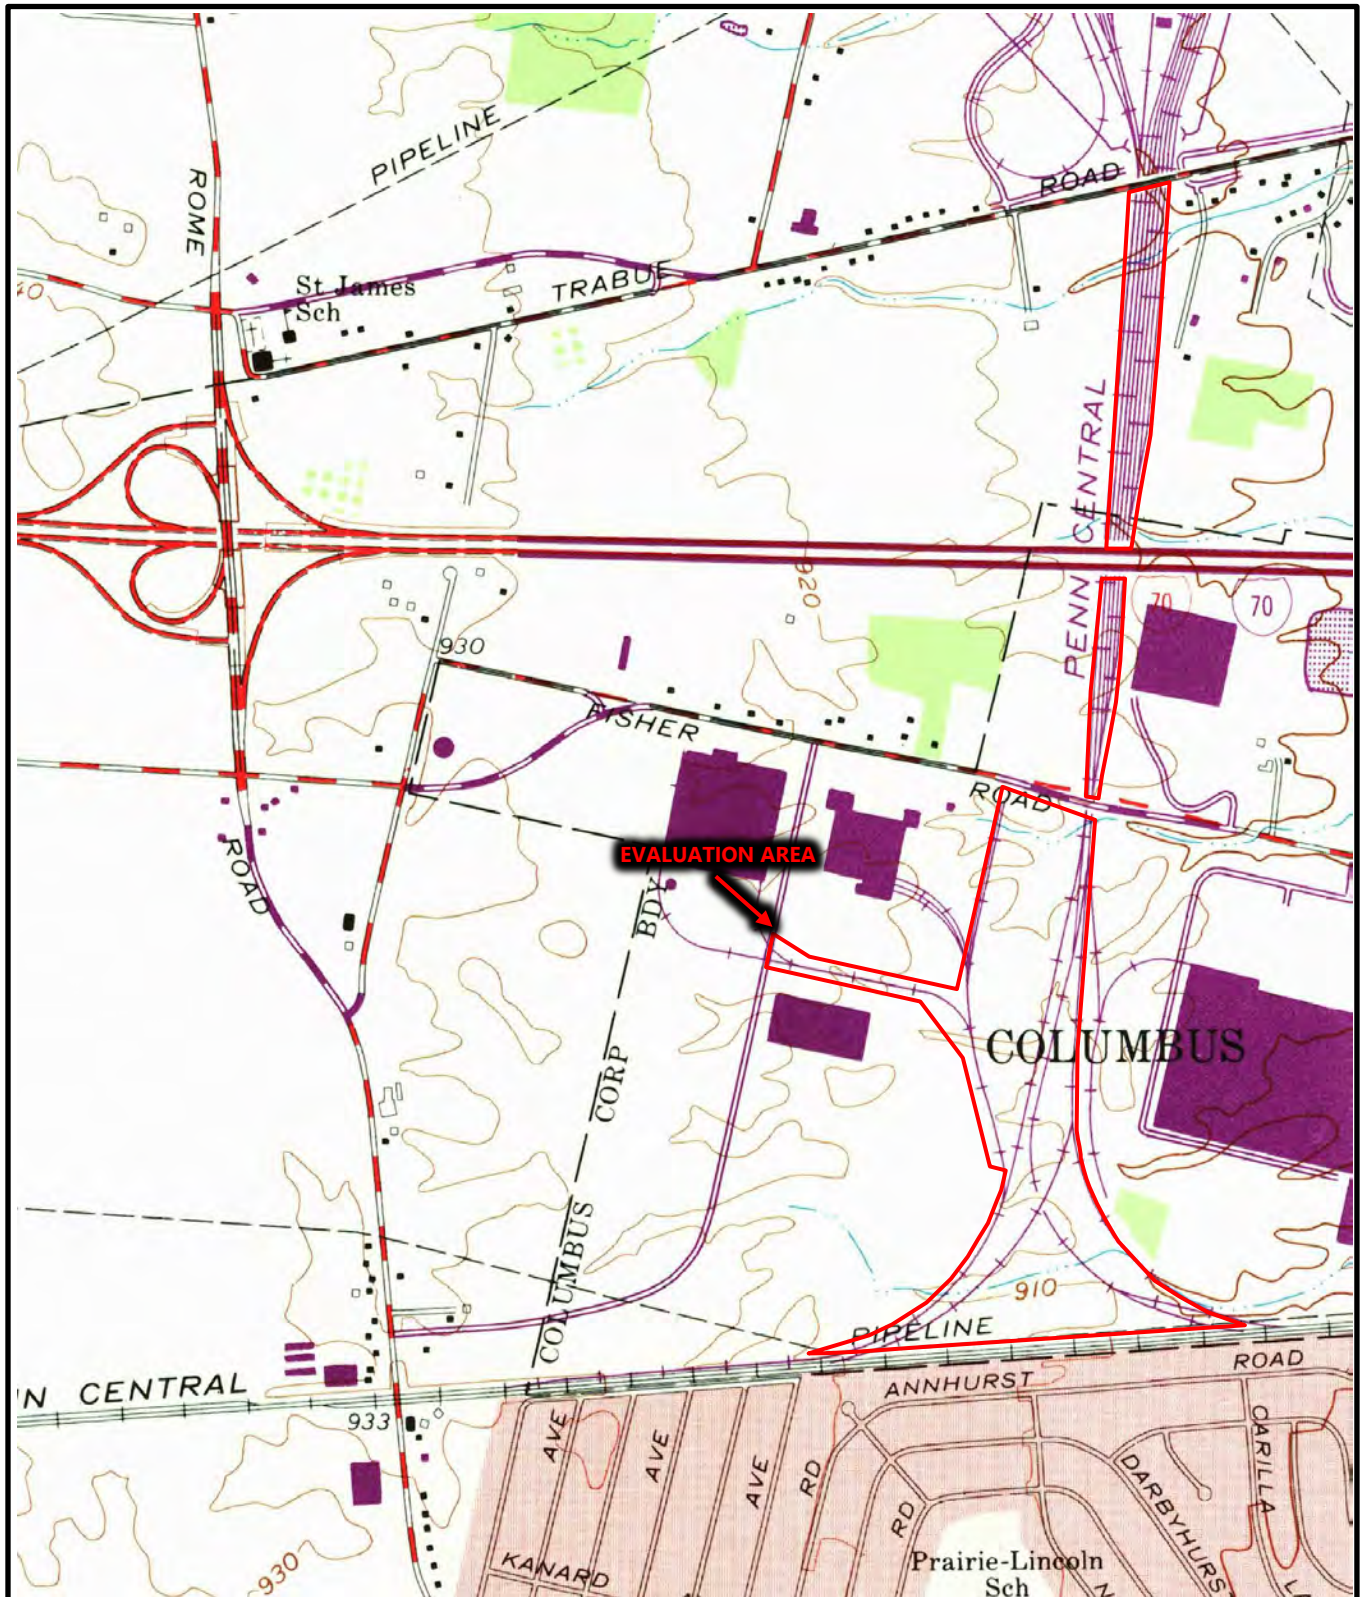 PIPELINE
ROME
ROAD
40
St James
Sch
TRABUE
PENN CENTRAL
920
70
70
930
FISHER
ROAD
EVALUATION AREA
ROAD
BDY
COLUMBUS
CORP
COLUMBUS
910
PIPELINE
N CENTRAL
ANNHURST
ROAD
933
AVE
AVE
AVE
RD
RD
CARILLA
DARBYHURS
930
KANARD
Prairie-Lincoln
Sch
N